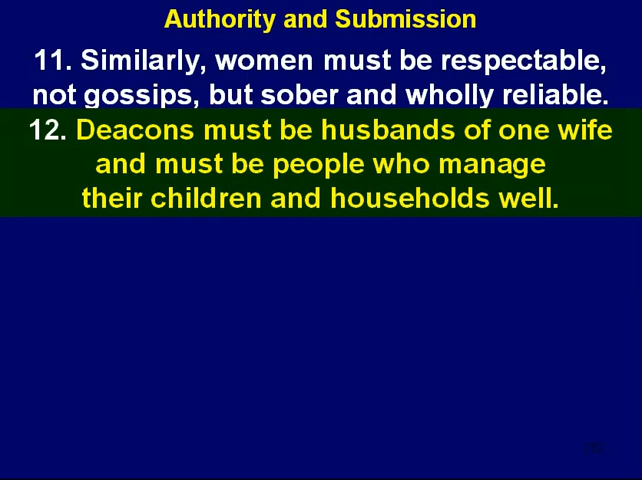 Authority and Submission
11. Similarly, women must be respectable,
not gossips, but sober and wholly reliable.
12. Deacons must be husbands of one wife
and must be people who manage
their children and households well.